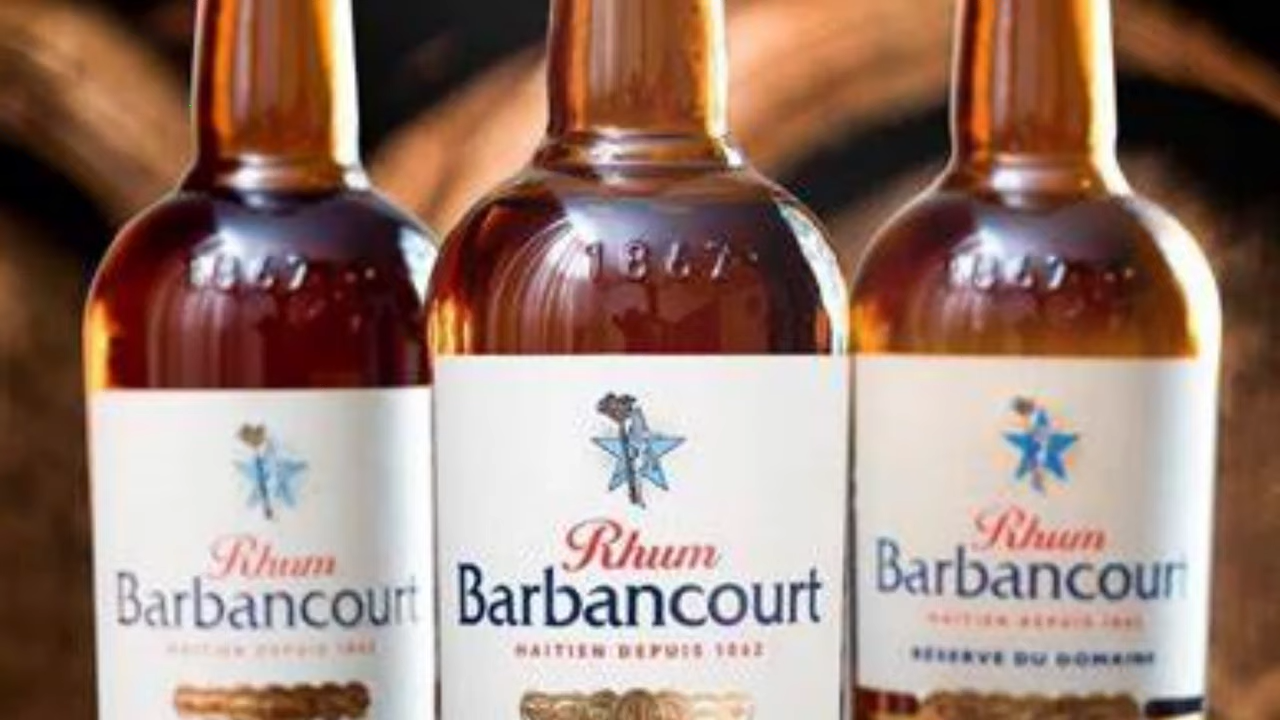 1862
Rhum
Barbancourt
HAITIEN DEPUIS 1862
1862
Rhum
Barbancourt
HAITIEN DEPUIS 1862
1862
Rhum
Barbancourt
HAITIEN DEPUIS 1862
RÉSERVE DU DOMAINE